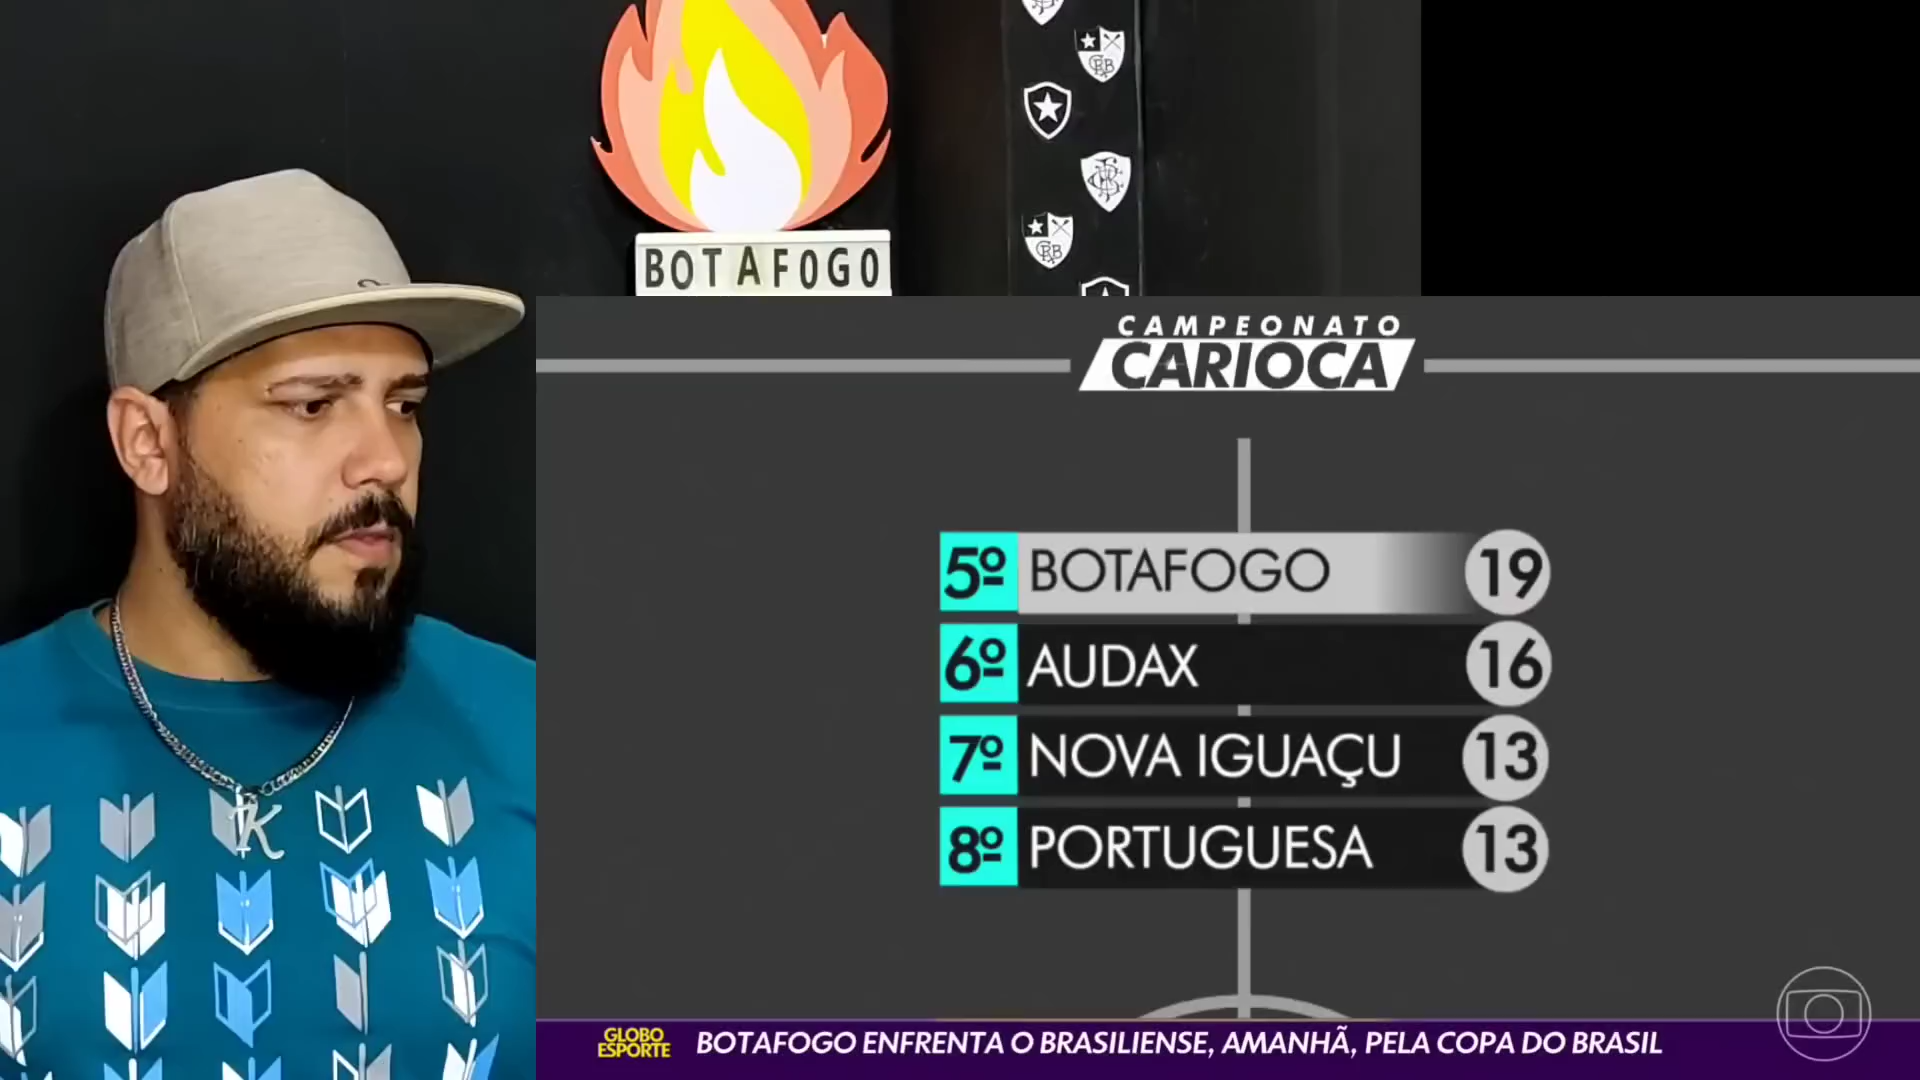 BOTAFOGO
CAMPEONATO
CARIOCA
5º BOTAFOGO 19
6º AUDAX 16
7º NOVA IGUAÇU 13
8º PORTUGUESA 13
GLOBO
ESPORTE
BOTAFOGO ENFRENTA O BRASILIENSE, AMANHÃ, PELA COPA DO BRASIL
K